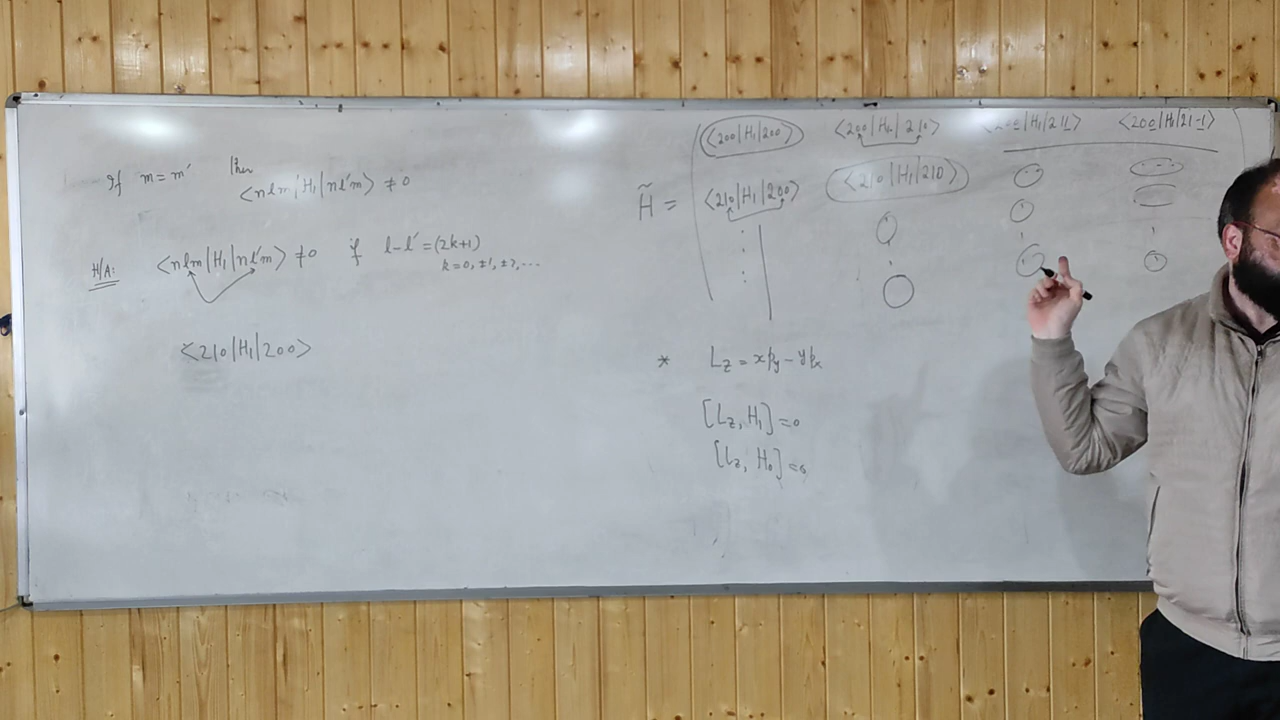 If m = m' then
<nlm'|H₁|nl'm> ≠ 0
H/A: <nlm|H₁|nl'm> ≠ 0 if l-l' = (2k+1)
k=0, ±1, ±2, ...
<210|H₁|200>
<200|H₁|200> <200|H₁|210> <200|H₁|211> <200|H₁|21-1>
H̃ = <210|H₁|200> <210|H₁|210>
* L_z = xp_y - yp_x
[L_z, H₁] = 0
[L_z, H₀] = 0